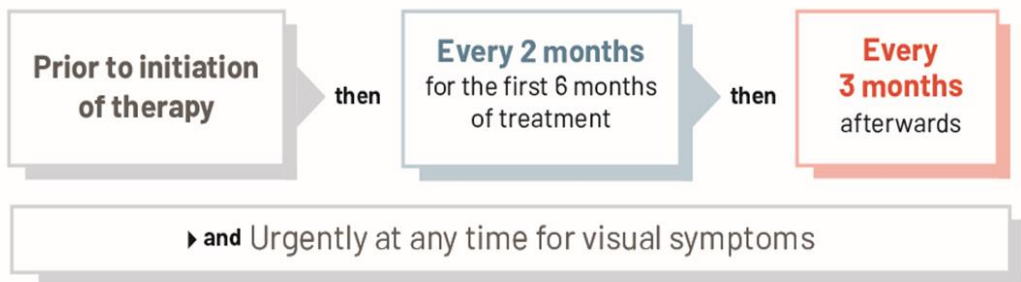 Prior to initiation
of therapy
then
Every 2 months
for the first 6 months
of treatment
then
Every
3 months
afterwards
and Urgently at any time for visual symptoms